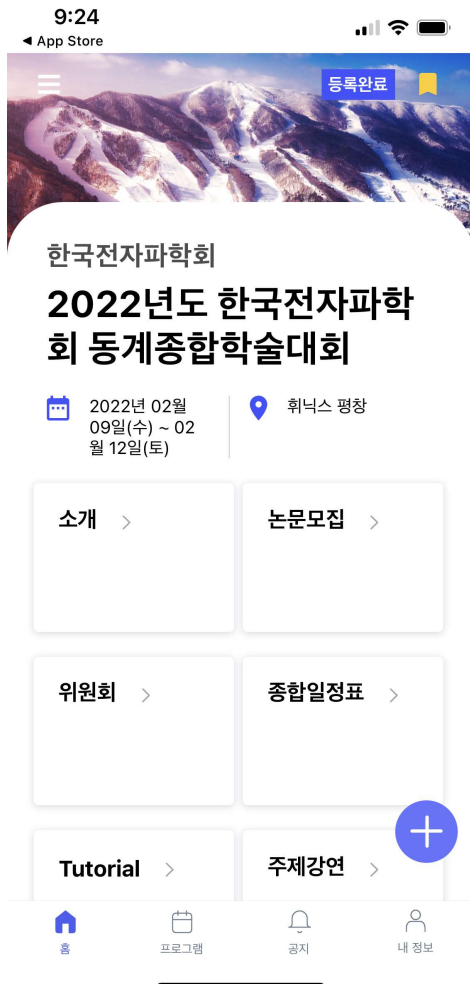 9:24
◀ App Store
등록완료
한국전자파학회
2022년도 한국전자파학
회 동계종합학술대회
2022년 02월
09일(수) ~ 02
월 12일(토)
휘닉스 평창
소개
논문모집
위원회
종합일정표
Tutorial
주제강연
홈
프로그램
공지
내 정보